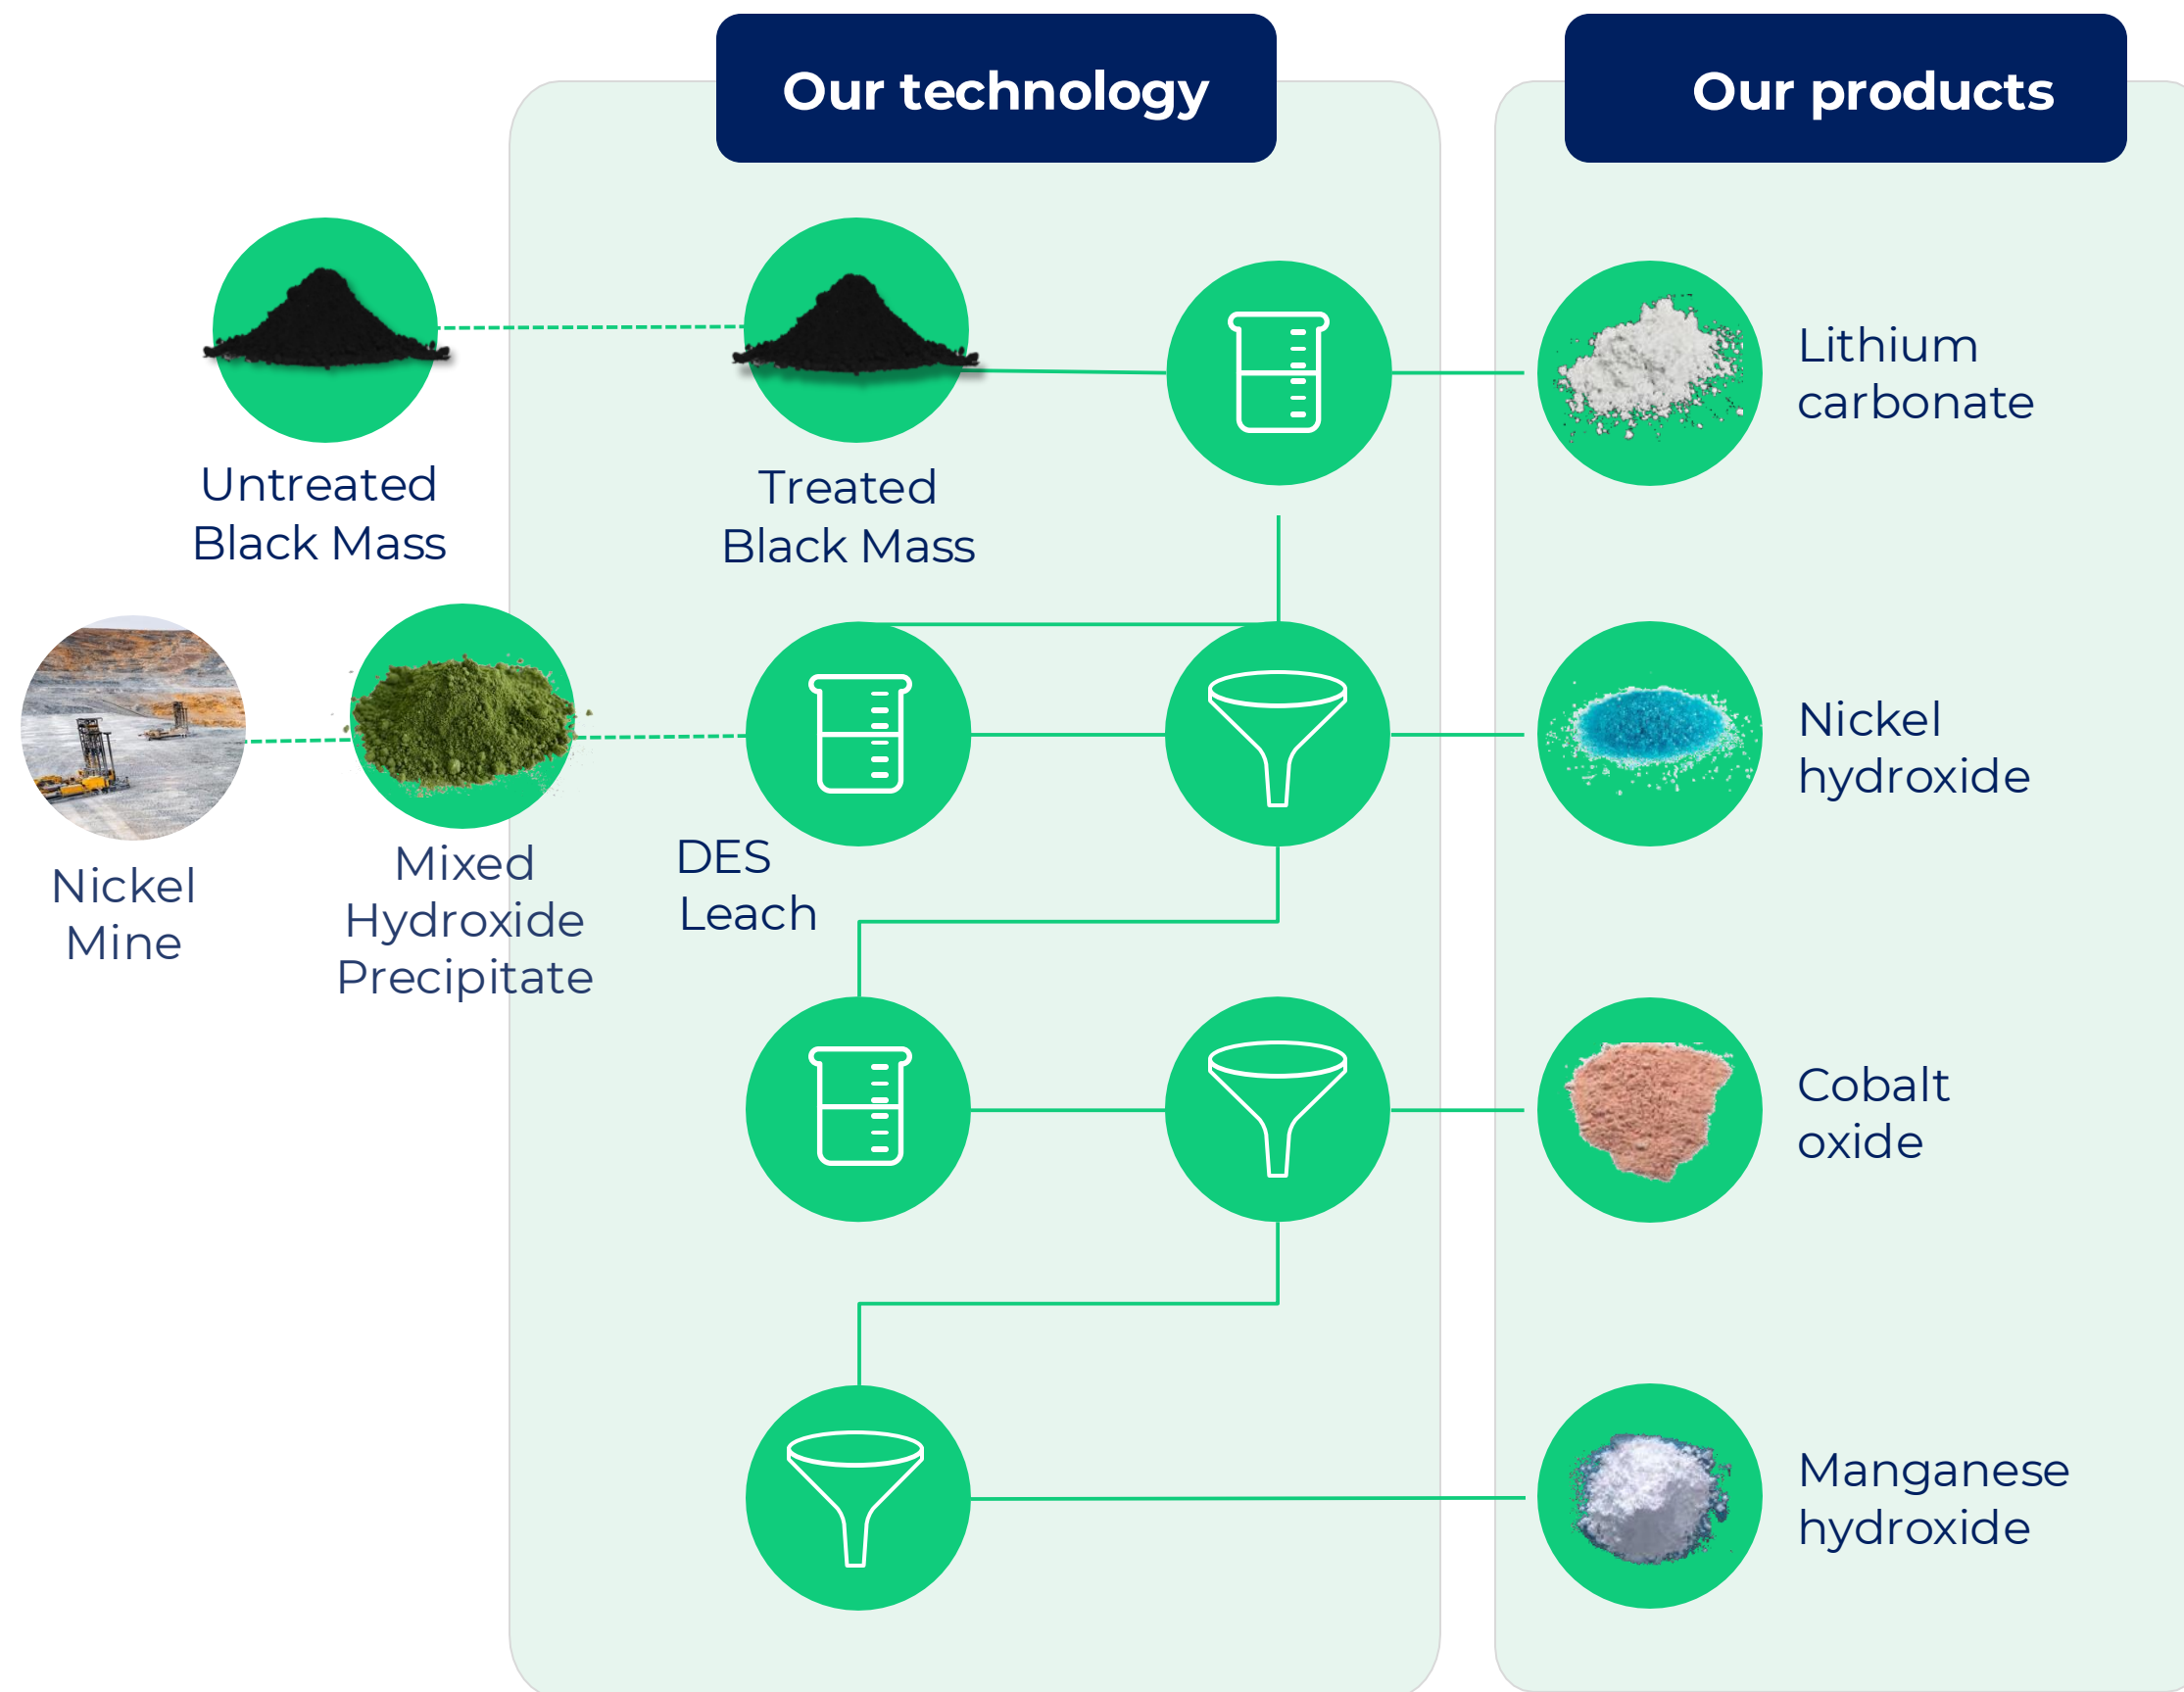 Our technology
Our products
Untreated
Black Mass
Treated
Black Mass
Lithium
carbonate
Nickel
Mine
Mixed
Hydroxide
Precipitate
DES
Leach
Nickel
hydroxide
Cobalt
oxide
Manganese
hydroxide